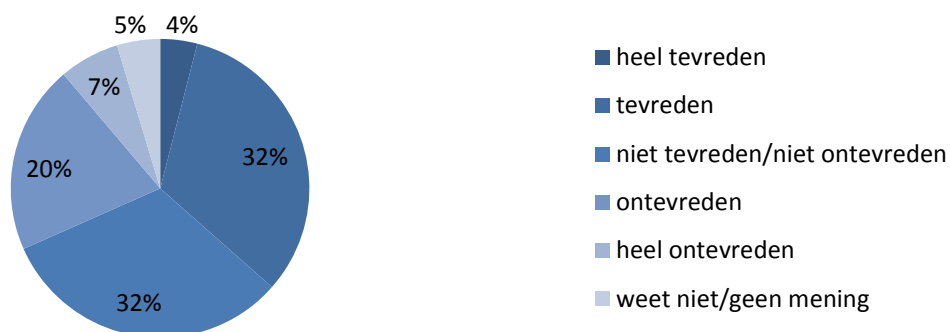 5%
4%
7%
32%
20%
32%
heel tevreden
tevreden
niet tevreden/niet ontevreden
ontevreden
heel ontevreden
weet niet/geen mening